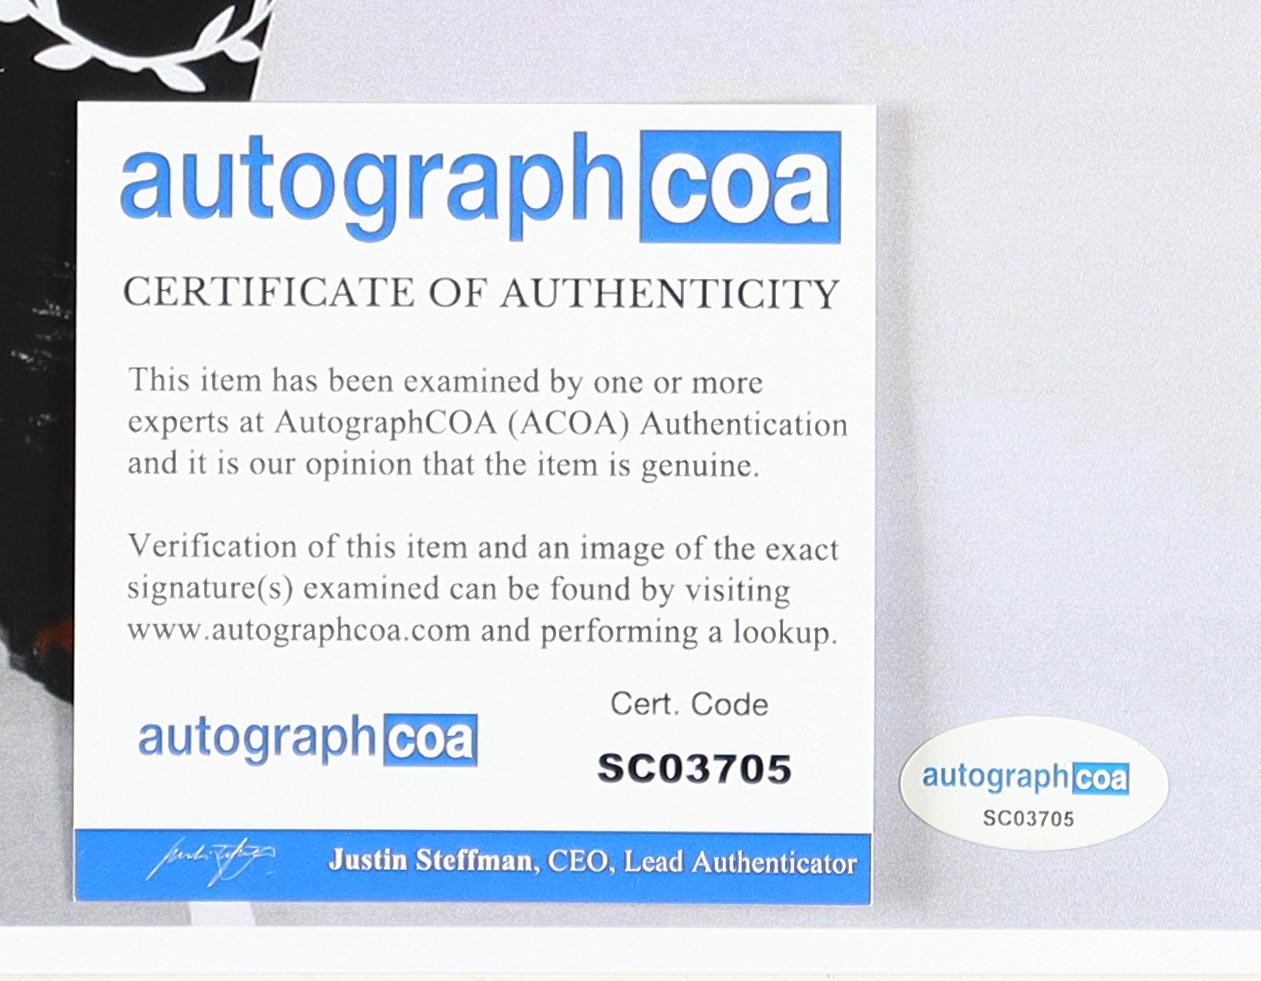 autographcoa
CERTIFICATE OF AUTHENTICITY
This item has been examined by one or more
experts at AutographCOA (ACOA) Authentication
and it is our opinion that the item is genuine.
Verification of this item and an image of the exact
signature(s) examined can be found by visiting
www.autographcoa.com and performing a lookup.
Cert. Code
autographcoa
SC03705
Justin Steffman, CEO, Lead Authenticator
autographcoa
SC03705